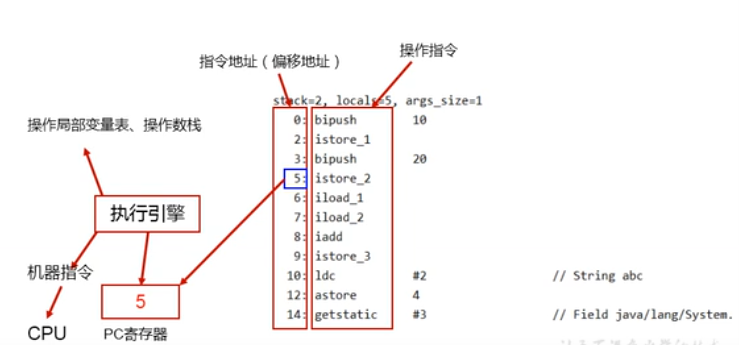 操作指令
指令地址（偏移地址）
stack=2, locals=5, args_size=1
操作局部变量表、操作数栈
0: bipush 10
2: istore_1
3: bipush 20
5: istore_2
6: iload_1
7: iload_2
8: iadd
9: istore_3
10: ldc #2 // String abc
12: astore 4
14: getstatic #3 // Field java/lang/System.
执行引擎
机器指令
5
CPU
PC寄存器